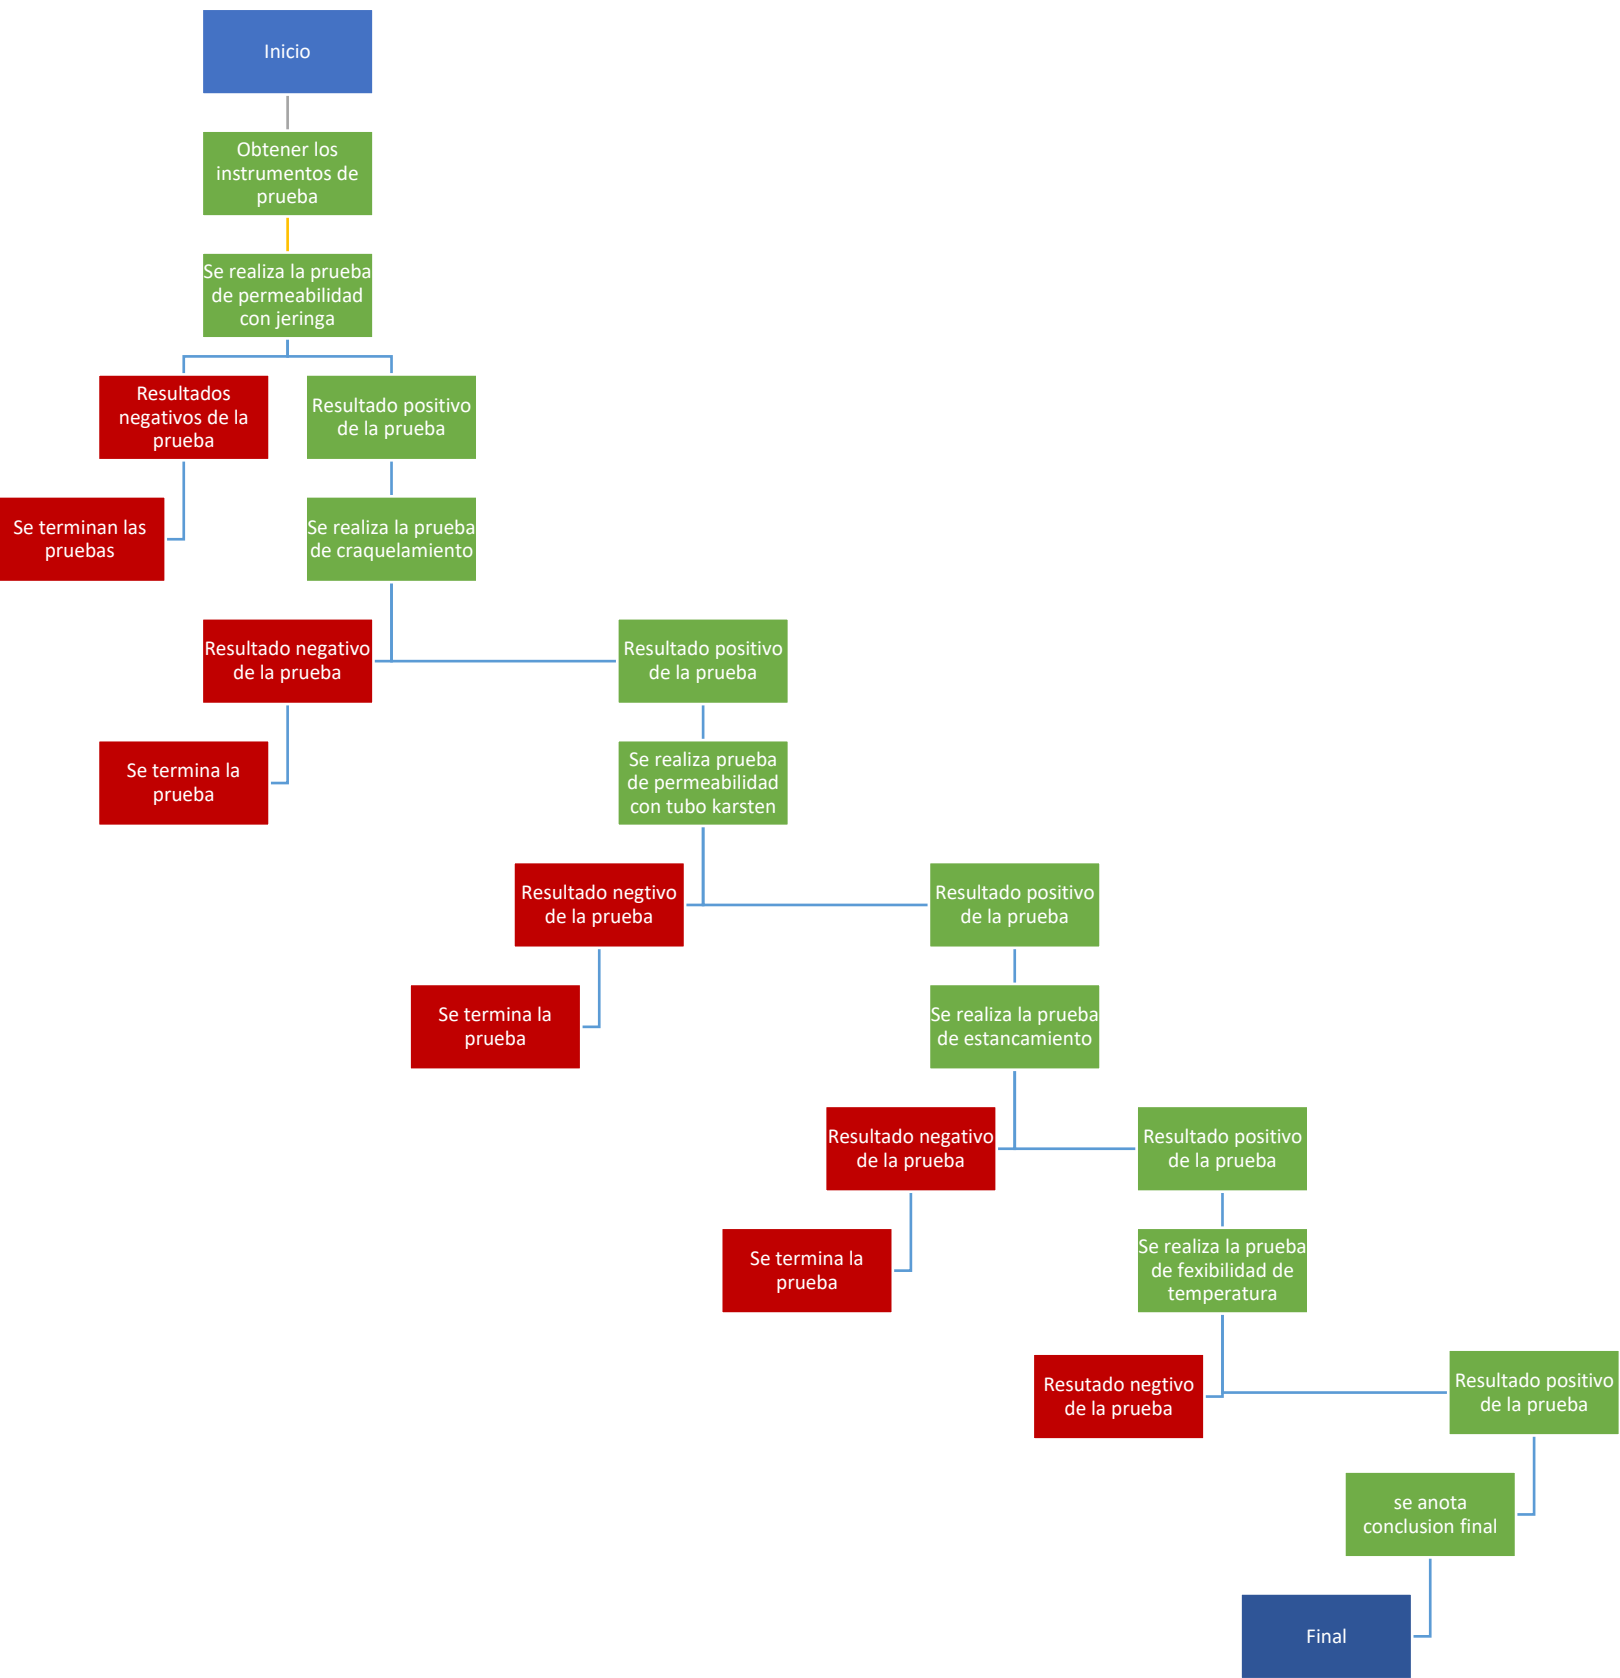 Inicio
Obtener los
instrumentos de
prueba
Se realiza la prueba
de permeabilidad
con jeringa
Resultados
negativos de la
prueba
Resultado positivo
de la prueba
Se terminan las
pruebas
Se realiza la prueba
de craquelamiento
Resultado negativo
de la prueba
Resultado positivo
de la prueba
Se termina la
prueba
Se realiza prueba
de permeabilidad
con tubo karsten
Resultado negtivo
de la prueba
Resultado positivo
de la prueba
Se termina la
prueba
Se realiza la prueba
de estancamiento
Resultado negativo
de la prueba
Resultado positivo
de la prueba
Se termina la
prueba
Se realiza la prueba
de fexibilidad de
temperatura
Resutado negtivo
de la prueba
Resultado positivo
de la prueba
se anota
conclusion final
Final